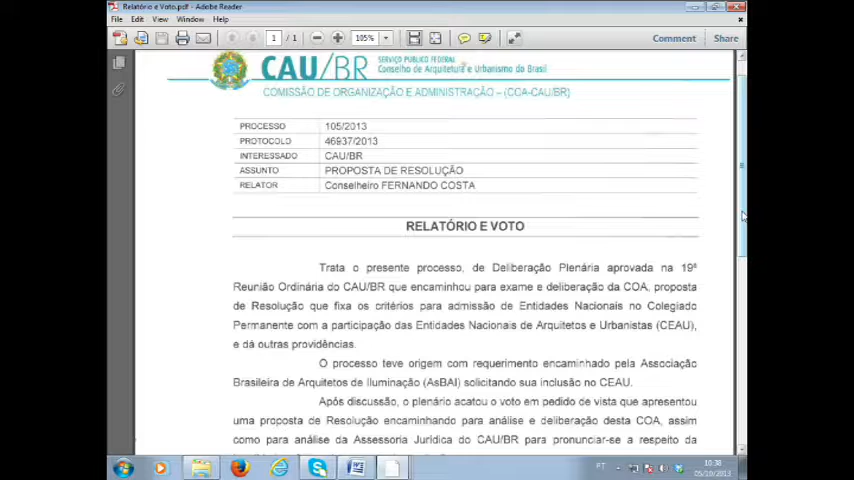 Relatório e Voto.pdf - Adobe Reader
File Edit View Window Help
1 / 1 105% Comment Share
CAU/BR
SERVIÇO PÚBLICO FEDERAL
Conselho de Arquitetura e Urbanismo do Brasil
COMISSÃO DE ORGANIZAÇÃO E ADMINISTRAÇÃO – (COA-CAU/BR)
PROCESSO 105/2013
PROTOCOLO 46937/2013
INTERESSADO CAU/BR
ASSUNTO PROPOSTA DE RESOLUÇÃO
RELATOR Conselheiro FERNANDO COSTA
RELATÓRIO E VOTO
Trata o presente processo, de Deliberação Plenária aprovada na 19ª
Reunião Ordinária do CAU/BR que encaminhou para exame e deliberação da COA, proposta
de Resolução que fixa os critérios para admissão de Entidades Nacionais no Colegiado
Permanente com a participação das Entidades Nacionais de Arquitetos e Urbanistas (CEAU),
e dá outras providências.
O processo teve origem com requerimento encaminhado pela Associação
Brasileira de Arquitetos de Iluminação (AsBAI) solicitando sua inclusão no CEAU.
Após discussão, o plenário acatou o voto em pedido de vista que apresentou
uma proposta de Resolução encaminhando para análise e deliberação desta COA, assim
como para análise da Assessoria Jurídica do CAU/BR para pronunciar-se a respeito da
PT 10:38
05/10/2013